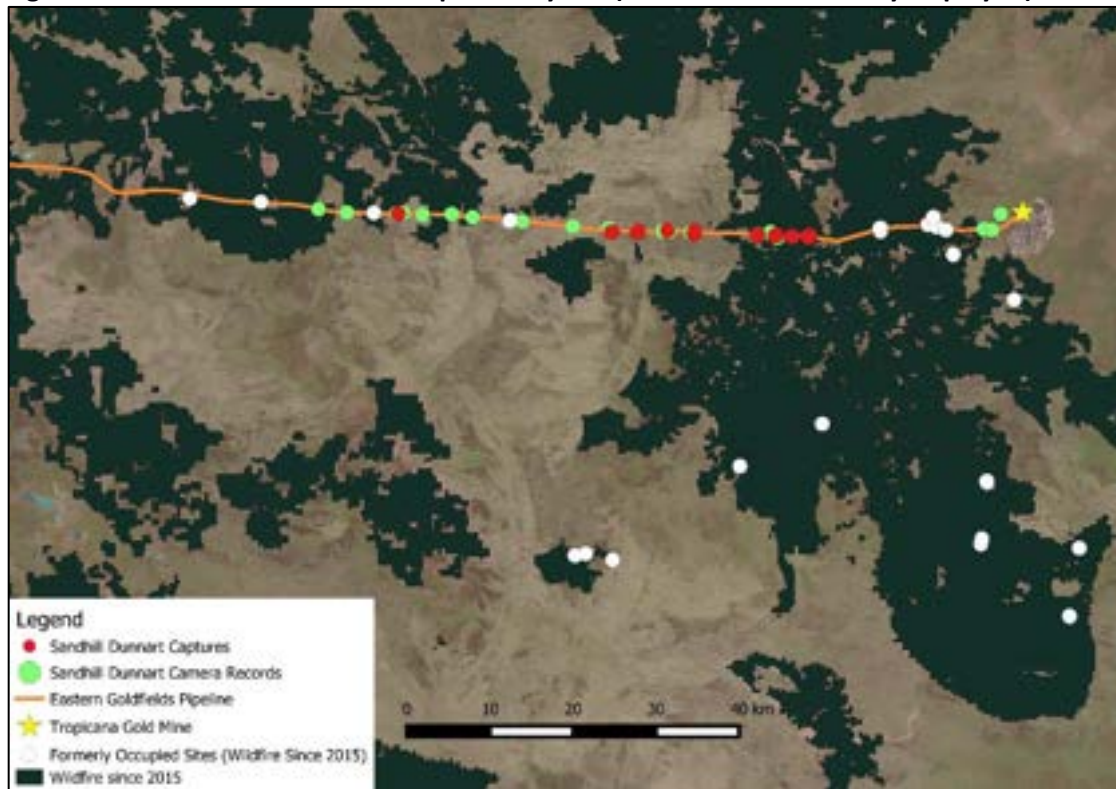 0 10 20 30 40 km
Legend
Sandhill Dunnart Captures
Sandhill Dunnart Camera Records
Eastern Goldfields Pipeline
Tropicana Gold Mine
Formerly Occupied Sites (Wildfire Since 2015)
Wildfire since 2015